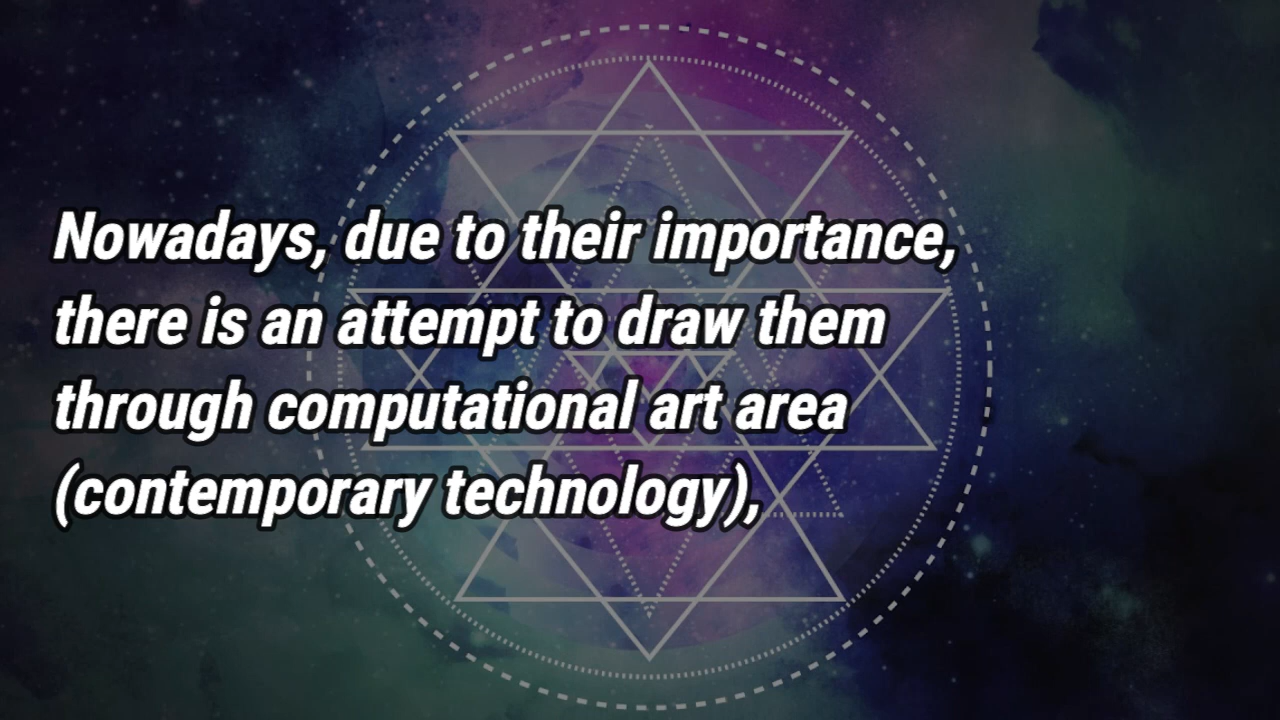 Nowadays, due to their importance,
there is an attempt to draw them
through computational art area
(contemporary technology),